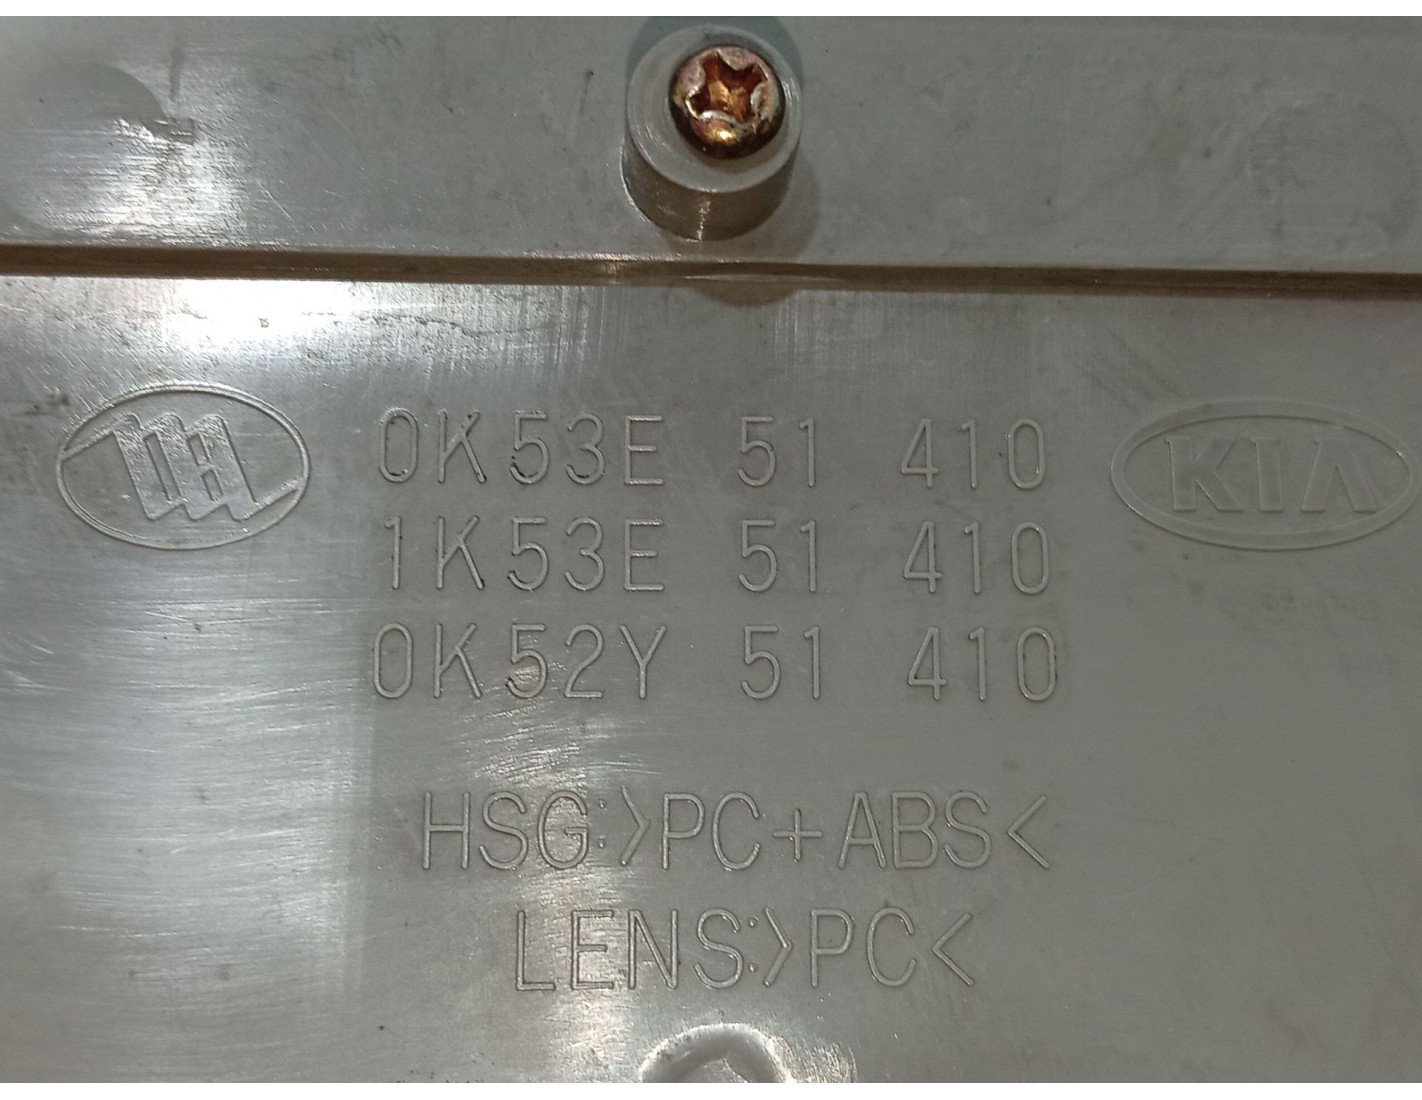 0K53E 51 410
KIA
1K53E 51 410
0K52Y 51 410
HSG:>PC+ABS<
LENS:>PC<